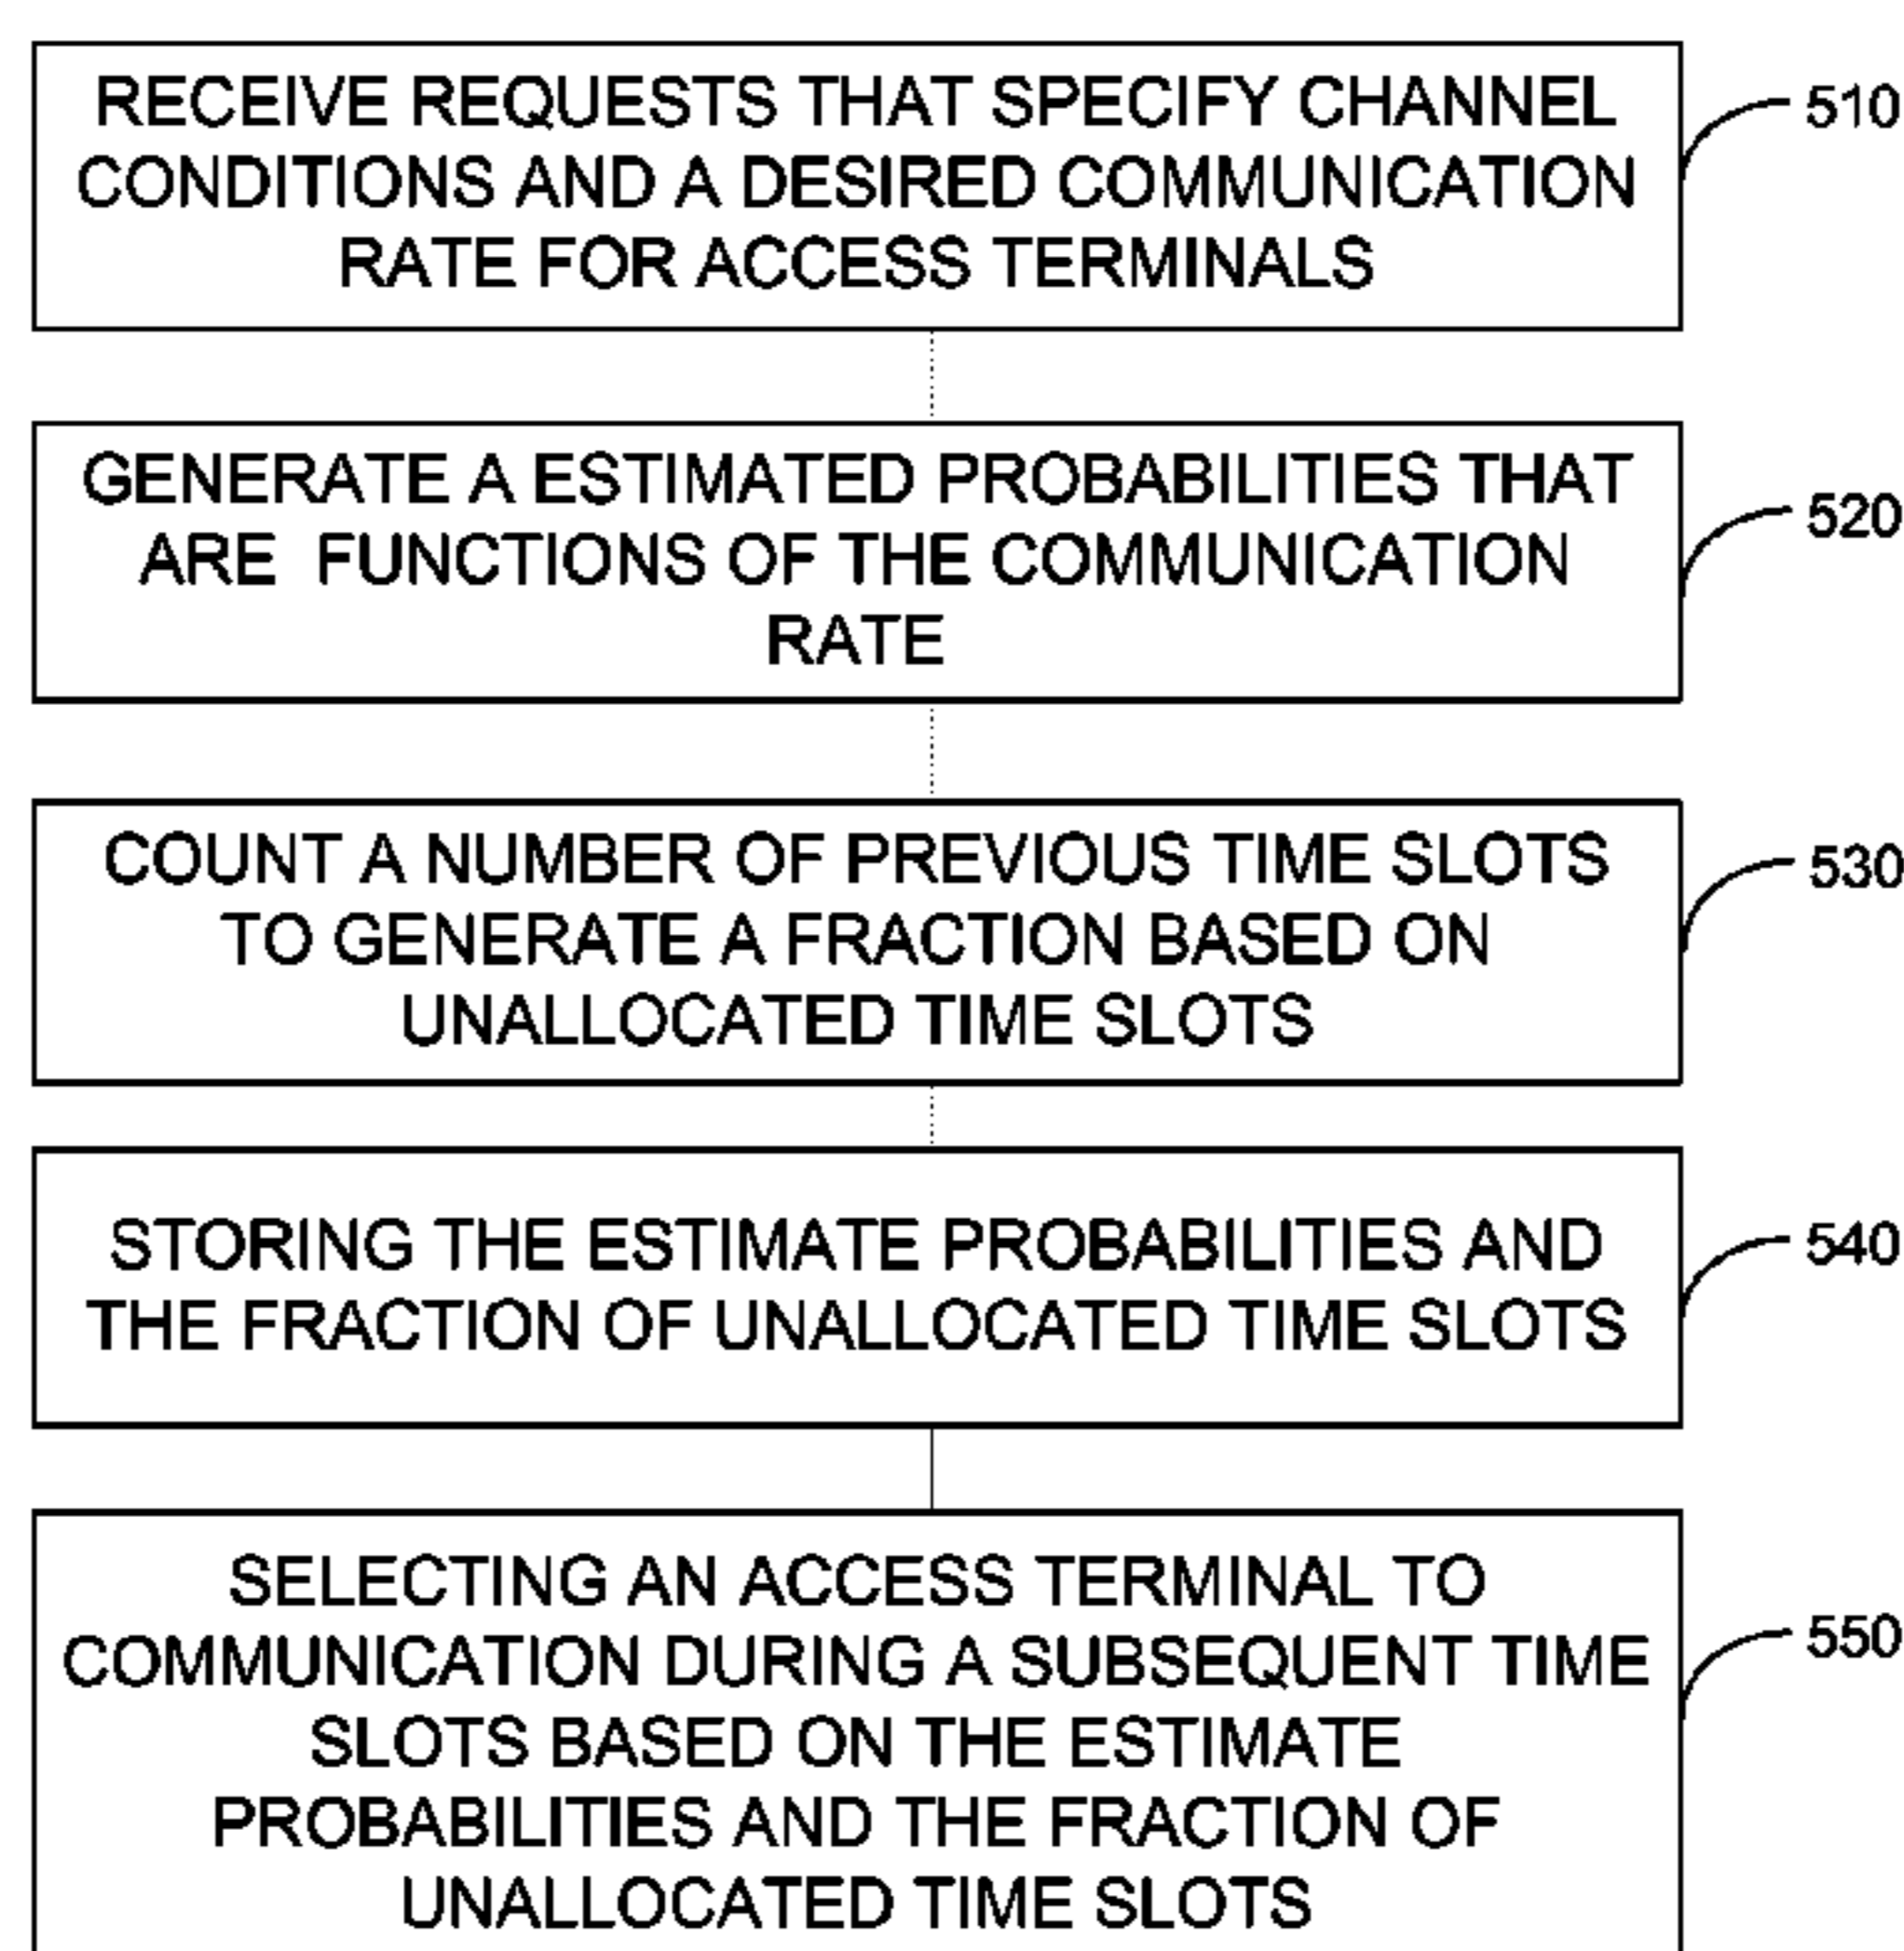 RECEIVE REQUESTS THAT SPECIFY CHANNEL
CONDITIONS AND A DESIRED COMMUNICATION
RATE FOR ACCESS TERMINALS
510
GENERATE A ESTIMATED PROBABILITIES THAT
ARE FUNCTIONS OF THE COMMUNICATION
RATE
520
COUNT A NUMBER OF PREVIOUS TIME SLOTS
TO GENERATE A FRACTION BASED ON
UNALLOCATED TIME SLOTS
530
STORING THE ESTIMATE PROBABILITIES AND
THE FRACTION OF UNALLOCATED TIME SLOTS
540
SELECTING AN ACCESS TERMINAL TO
COMMUNICATION DURING A SUBSEQUENT TIME
SLOTS BASED ON THE ESTIMATE
PROBABILITIES AND THE FRACTION OF
UNALLOCATED TIME SLOTS
550